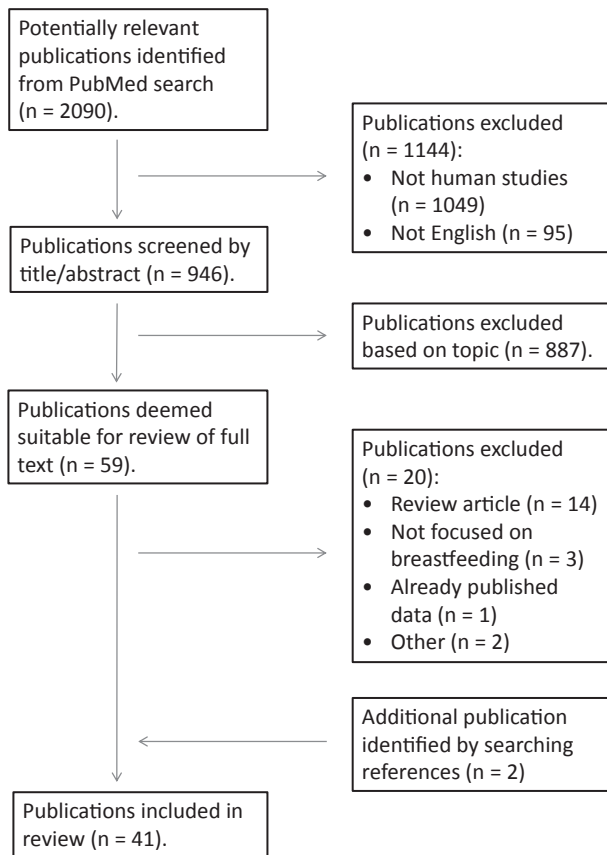 Potentially relevant
publications identified
from PubMed search
(n = 2090).
Publications excluded
(n = 1144):
• Not human studies
(n = 1049)
• Not English (n = 95)
Publications screened by
title/abstract (n = 946).
Publications excluded
based on topic (n = 887).
Publications deemed
suitable for review of full
text (n = 59).
Publications excluded
(n = 20):
• Review article (n = 14)
• Not focused on
breastfeeding (n = 3)
• Already published
data (n = 1)
• Other (n = 2)
Additional publication
identified by searching
references (n = 2)
Publications included in
review (n = 41).